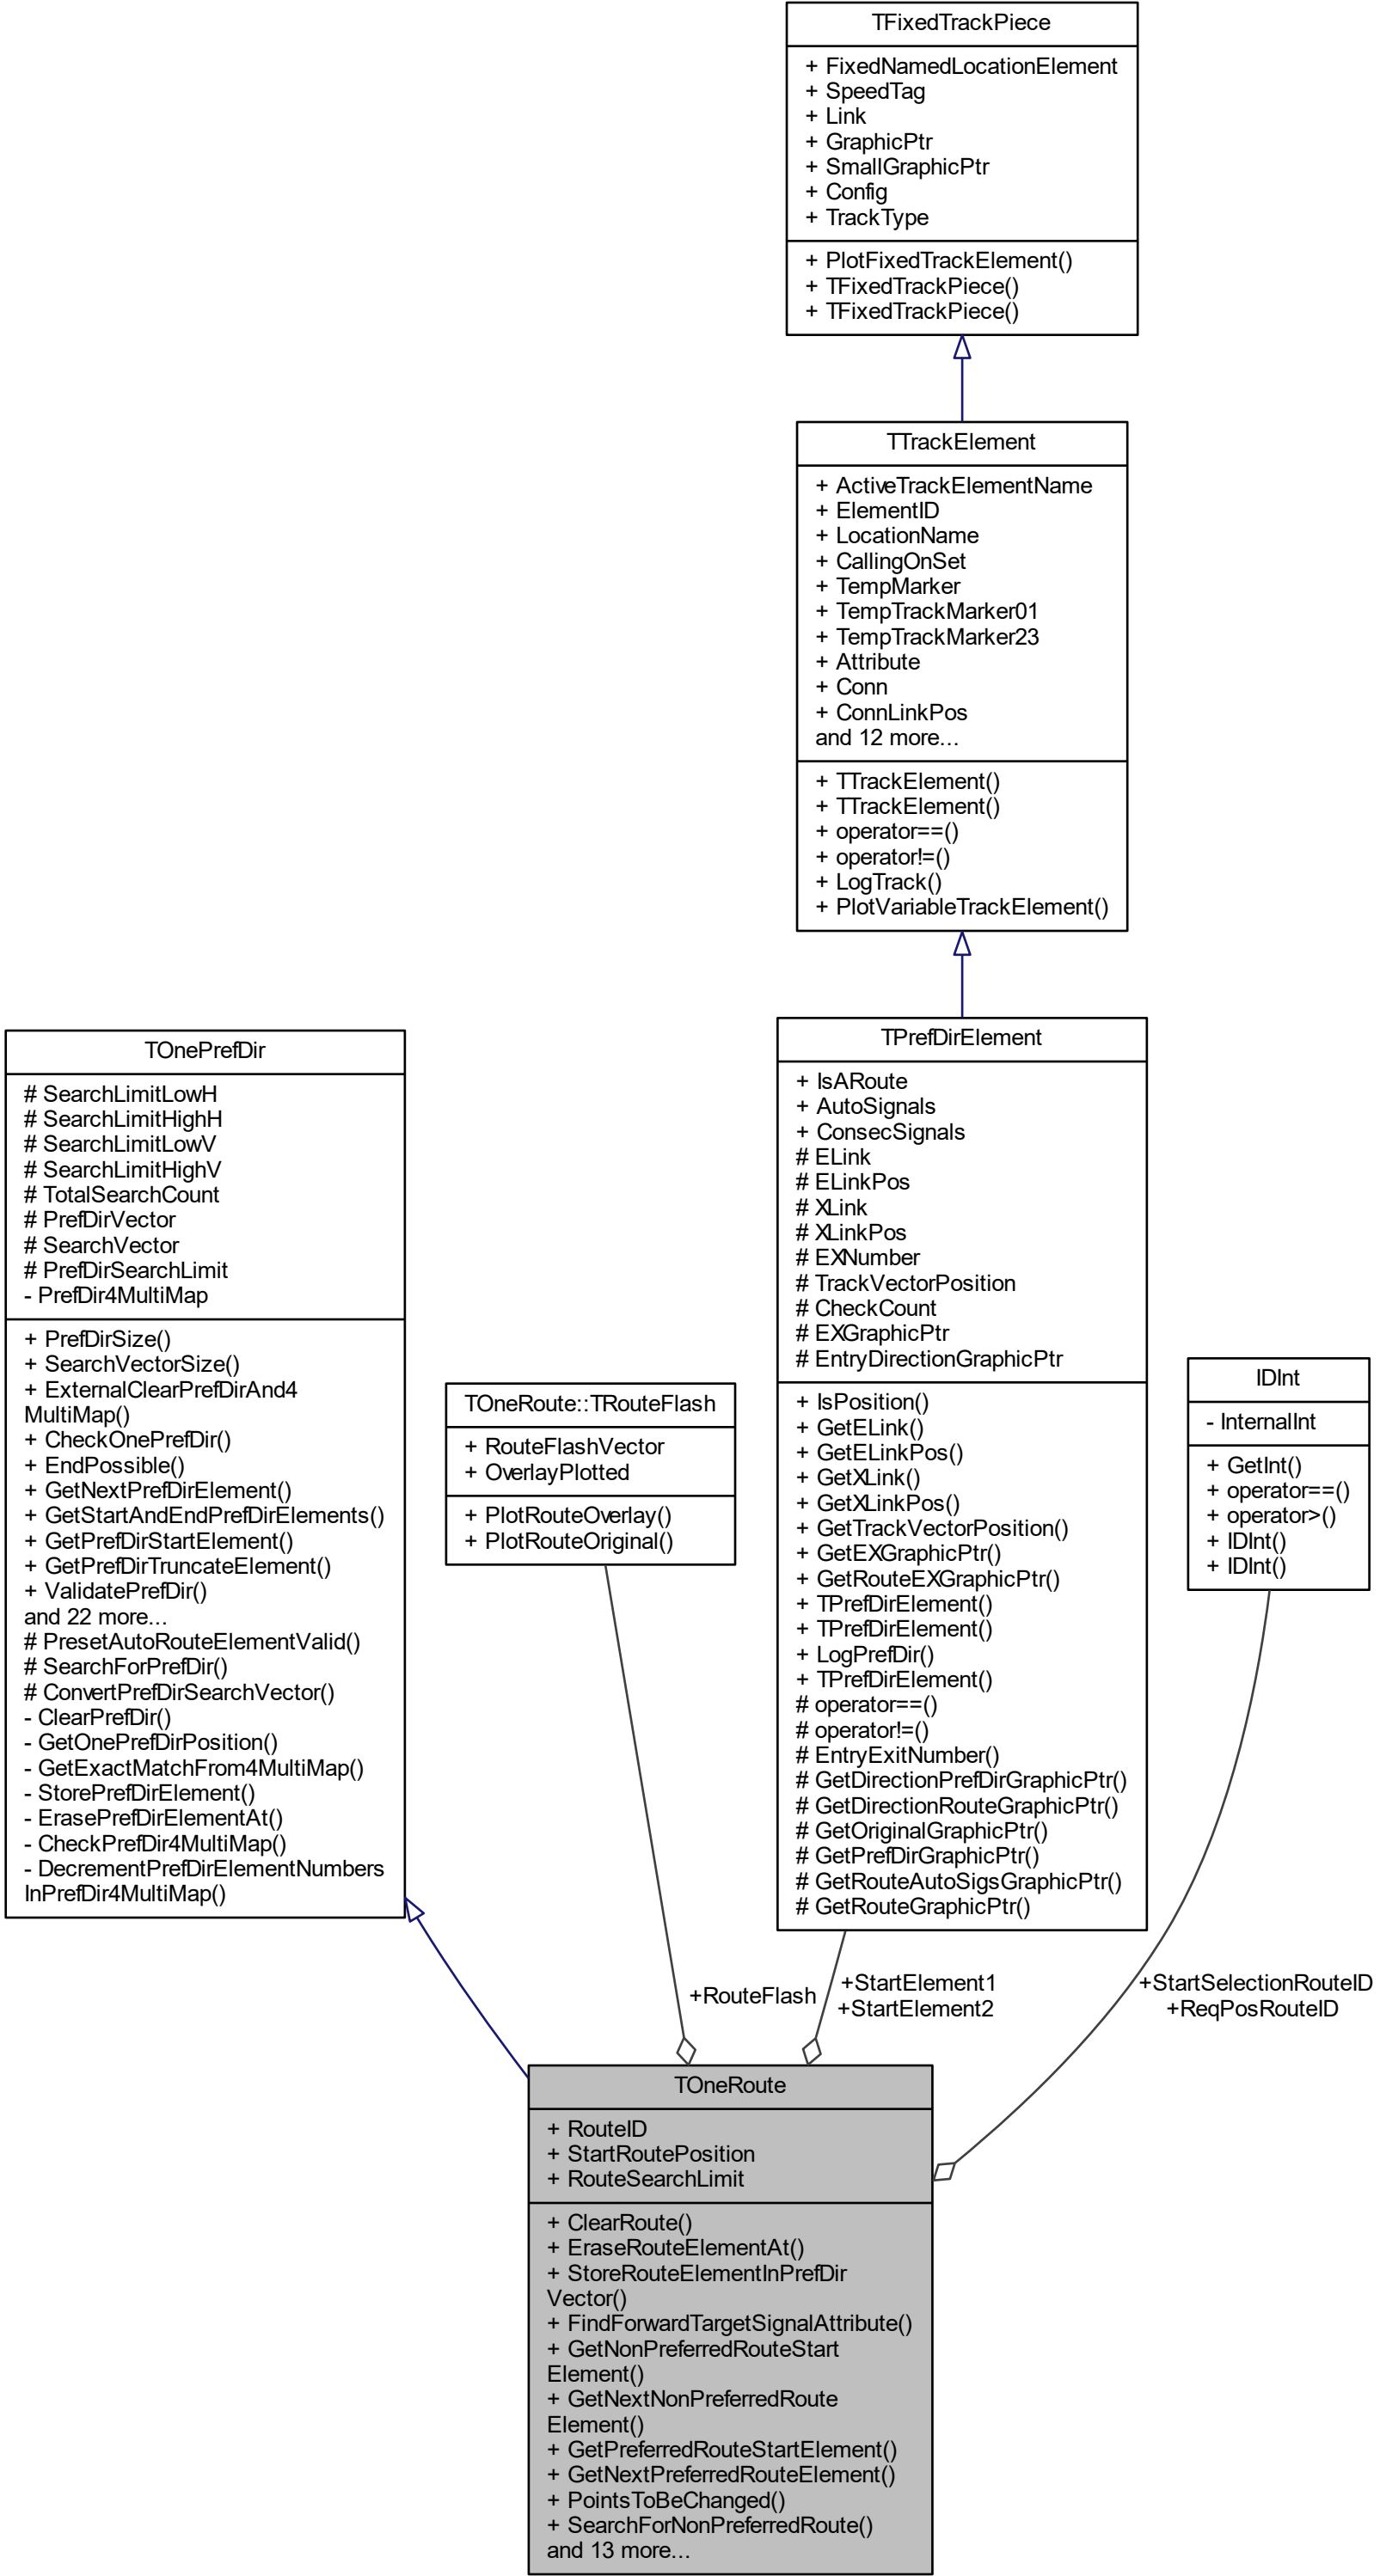 TFixedTrackPiece
+ FixedNamedLocationElement
+ SpeedTag
+ Link
+ GraphicPtr
+ SmallGraphicPtr
+ Config
+ TrackType
+ PlotFixedTrackElement()
+ TFixedTrackPiece()
+ TFixedTrackPiece()
TTrackElement
+ ActiveTrackElementName
+ ElementID
+ LocationName
+ CallingOnSet
+ TempMarker
+ TempTrackMarker01
+ TempTrackMarker23
+ Attribute
+ Conn
+ ConnLinkPos
and 12 more...
+ TTrackElement()
+ TTrackElement()
+ operator==()
+ operator!=()
+ LogTrack()
+ PlotVariableTrackElement()
TOnePrefDir
# SearchLimitLowH
# SearchLimitHighH
# SearchLimitLowV
# SearchLimitHighV
# TotalSearchCount
# PrefDirVector
# SearchVector
# PrefDirSearchLimit
- PrefDir4MultiMap
+ PrefDirSize()
+ SearchVectorSize()
+ ExternalClearPrefDirAnd4
MultiMap()
+ CheckOnePrefDir()
+ EndPossible()
+ GetNextPrefDirElement()
+ GetStartAndEndPrefDirElements()
+ GetPrefDirStartElement()
+ GetPrefDirTruncateElement()
+ ValidatePrefDir()
and 22 more...
# PresetAutoRouteElementValid()
# SearchForPrefDir()
# ConvertPrefDirSearchVector()
- ClearPrefDir()
- GetOnePrefDirPosition()
- GetExactMatchFrom4MultiMap()
- StorePrefDirElement()
- ErasePrefDirElementAt()
- CheckPrefDir4MultiMap()
- DecrementPrefDirElementNumbers
InPrefDir4MultiMap()
TOneRoute::TRouteFlash
+ RouteFlashVector
+ OverlayPlotted
+ PlotRouteOverlay()
+ PlotRouteOriginal()
TPrefDirElement
+ IsARoute
+ AutoSignals
+ ConsecSignals
# ELink
# ELinkPos
# XLink
# XLinkPos
# EXNumber
# TrackVectorPosition
# CheckCount
# EXGraphicPtr
# EntryDirectionGraphicPtr
+ IsPosition()
+ GetELink()
+ GetELinkPos()
+ GetXLink()
+ GetXLinkPos()
+ GetTrackVectorPosition()
+ GetEXGraphicPtr()
+ GetRouteEXGraphicPtr()
+ TPrefDirElement()
+ TPrefDirElement()
+ LogPrefDir()
+ TPrefDirElement()
# operator==()
# operator!=()
# EntryExitNumber()
# GetDirectionPrefDirGraphicPtr()
# GetDirectionRouteGraphicPtr()
# GetOriginalGraphicPtr()
# GetPrefDirGraphicPtr()
# GetRouteAutoSigsGraphicPtr()
# GetRouteGraphicPtr()
IDInt
- InternalInt
+ GetInt()
+ operator==()
+ operator>()
+ IDInt()
+ IDInt()
+RouteFlash
+StartElement1
+StartElement2
+StartSelectionRouteID
+ReqPosRouteID
TOneRoute
+ RouteID
+ StartRoutePosition
+ RouteSearchLimit
+ ClearRoute()
+ EraseRouteElementAt()
+ StoreRouteElementInPrefDir
Vector()
+ FindForwardTargetSignalAttribute()
+ GetNonPreferredRouteStart
Element()
+ GetNextNonPreferredRoute
Element()
+ GetPreferredRouteStartElement()
+ GetNextPreferredRouteElement()
+ PointsToBeChanged()
+ SearchForNonPreferredRoute()
and 13 more...